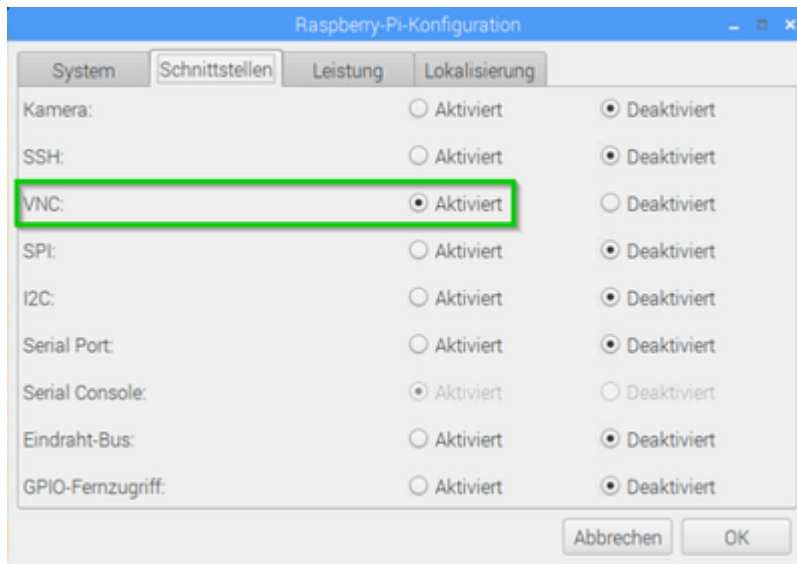 Raspberry-Pi-Konfiguration
System Schnittstellen Leistung Lokalisierung
Kamera: Aktiviert Deaktiviert
SSH: Aktiviert Deaktiviert
VNC: Aktiviert Deaktiviert
SPI: Aktiviert Deaktiviert
I2C: Aktiviert Deaktiviert
Serial Port: Aktiviert Deaktiviert
Serial Console: Aktiviert Deaktiviert
Eindraht-Bus: Aktiviert Deaktiviert
GPIO-Fernzugriff: Aktiviert Deaktiviert
Abbrechen OK